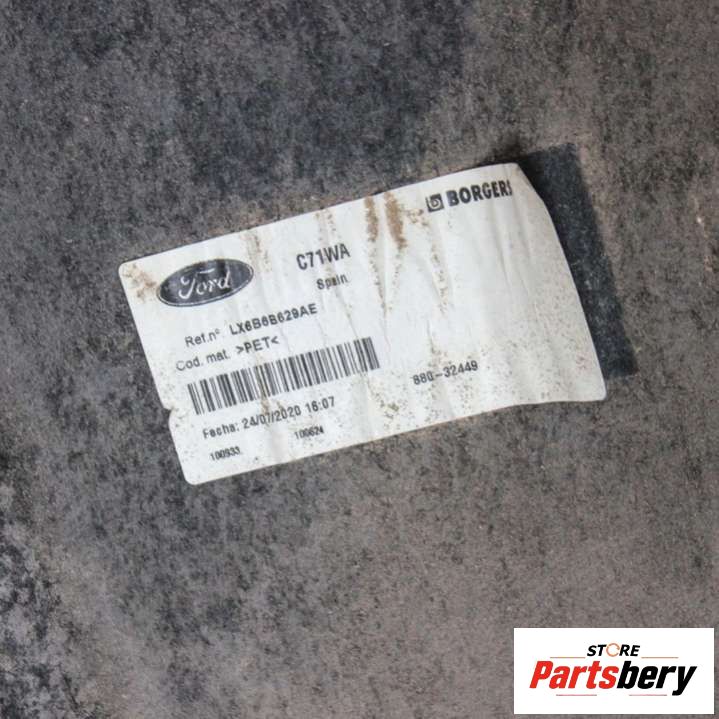 BORGERS
Ford
C71WA
Spain
Ref.nº LX6B6B629AE
Cod. mat. >PET<
880-32449
Fecha: 24/07/2020 16:07
100933 100624
STORE
Partsbery